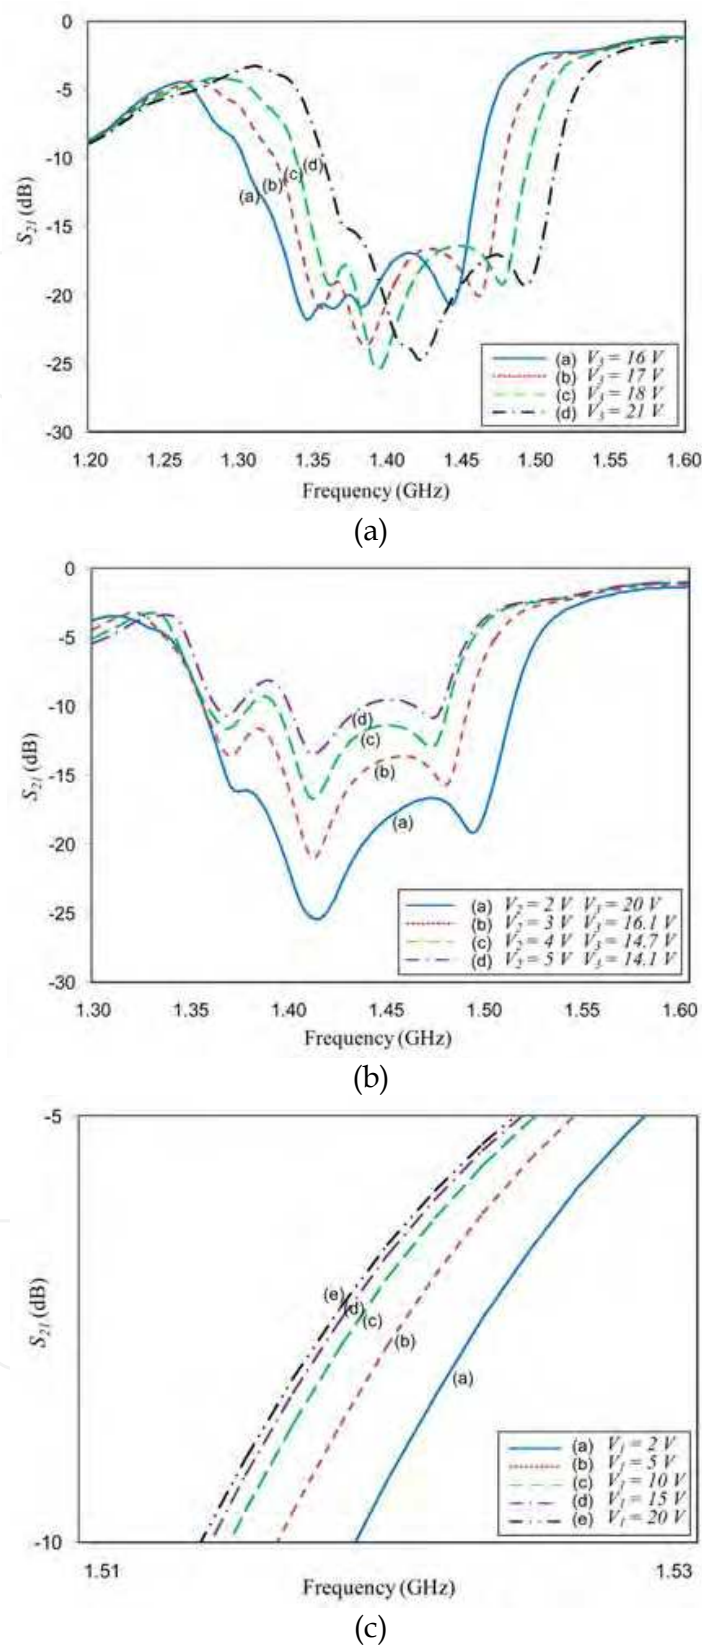 0
-5
-10
-15
-20
-25
-30
S21 (dB)
(a) (b) (c) (d)
(a) V3 = 16 V
(b) V3 = 17 V
(c) V3 = 18 V
(d) V3 = 21 V
1.20 1.25 1.30 1.35 1.40 1.45 1.50 1.55 1.60
Frequency (GHz)
(a)
0
-5
-10
-15
-20
-25
-30
S21 (dB)
(d)
(c)
(b)
(a)
(a) V2 = 2 V V3 = 20 V
(b) V2 = 3 V V3 = 16.1 V
(c) V2 = 4 V V3 = 14.7 V
(d) V2 = 5 V V3 = 14.1 V
1.30 1.35 1.40 1.45 1.50 1.55 1.60
Frequency (GHz)
(b)
-5
-10
S21 (dB)
(e)
(d)
(c)
(b)
(a)
(a) V1 = 2 V
(b) V1 = 5 V
(c) V1 = 10 V
(d) V1 = 15 V
(e) V1 = 20 V
1.51 1.53
Frequency (GHz)
(c)